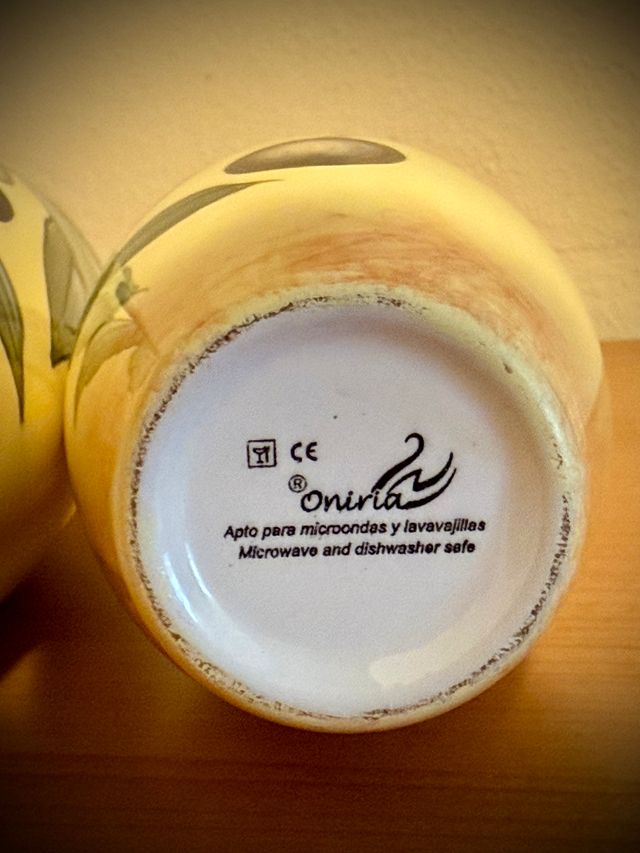 CE
® Oniria
Apto para microondas y lavavajillas
Microwave and dishwasher safe